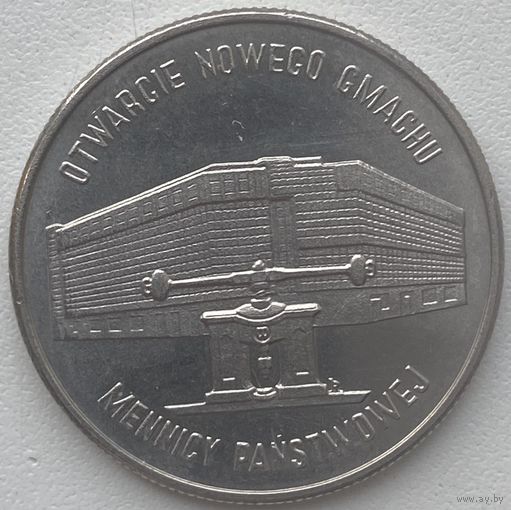 OTWARCIE NOWEGO GMACHU
MENNICY PAŃSTWOWEJ
www.ay.by